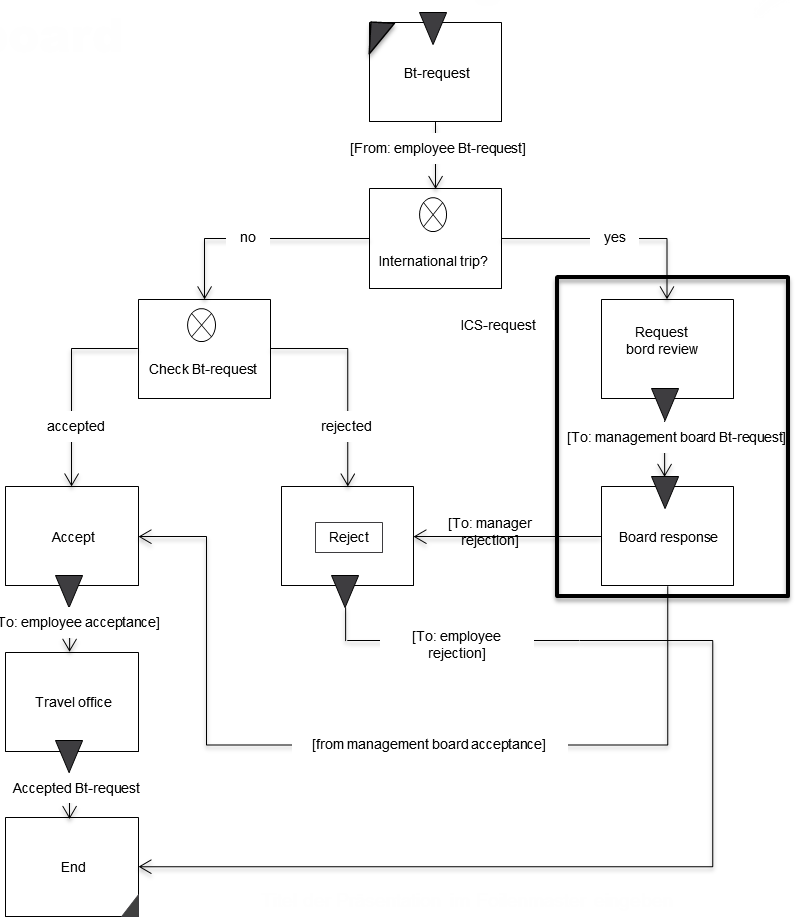 Bt-request
[From: employee Bt-request]
International trip?
no
yes
ICS-request
Check Bt-request
Request
bord review
accepted
rejected
[To: management board Bt-request]
Accept
Reject
[To: manager
rejection]
Board response
To: employee acceptance]
[To: employee
rejection]
Travel office
[from management board acceptance]
Accepted Bt-request
End